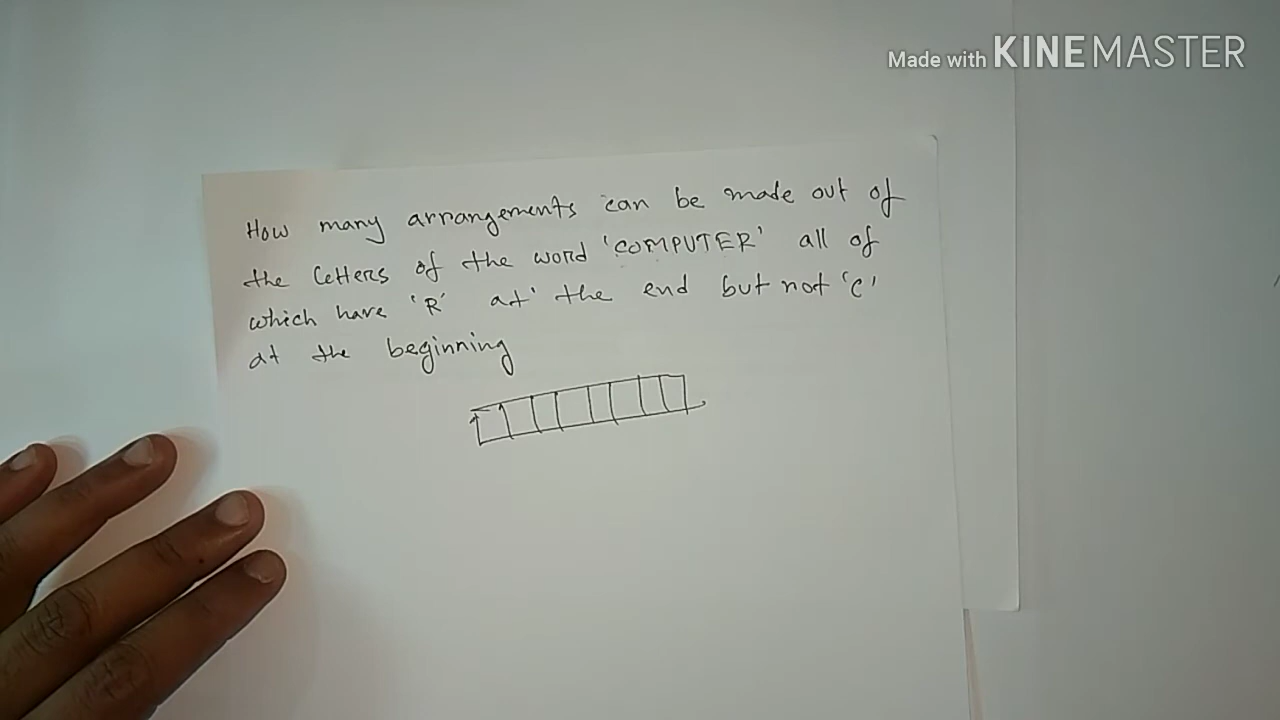 Made with KINEMASTER
How many arrangements can be made out of
the letters of the word 'COMPUTER' all of
which have 'R' at the end but not 'C'
at the beginning